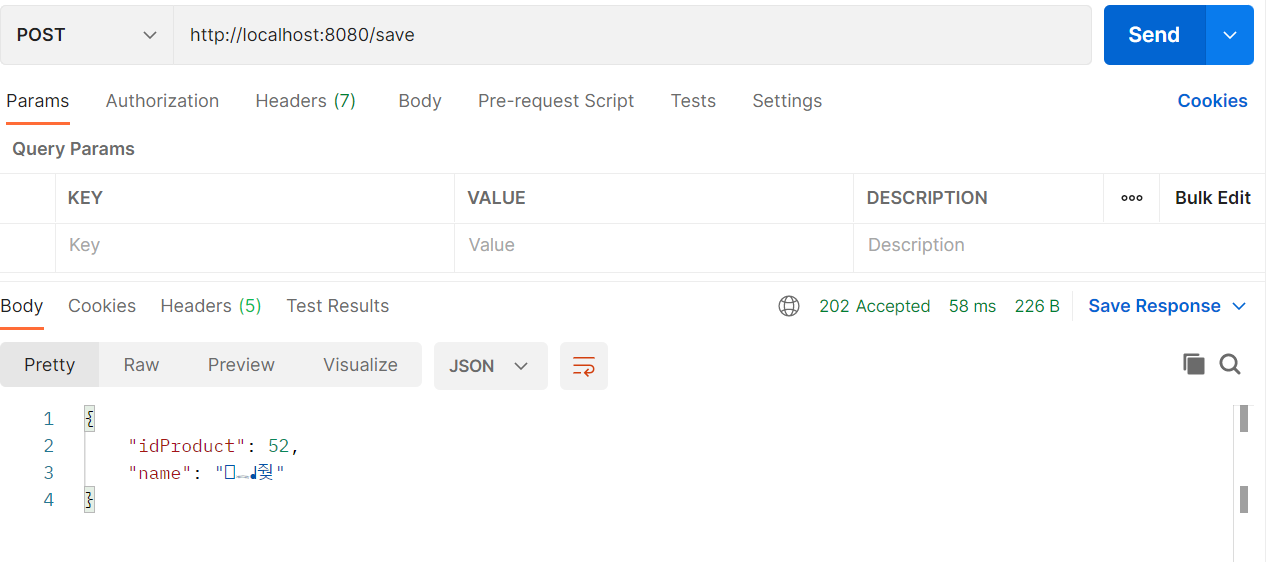 POST http://localhost:8080/save Send
Params Authorization Headers (7) Body Pre-request Script Tests Settings Cookies
Query Params
KEY VALUE DESCRIPTION ooo Bulk Edit
Key Value Description
Body Cookies Headers (5) Test Results 202 Accepted 58 ms 226 B Save Response
Pretty Raw Preview Visualize JSON
1 {
2 "idProduct": 52,
3 "name": "
4 }